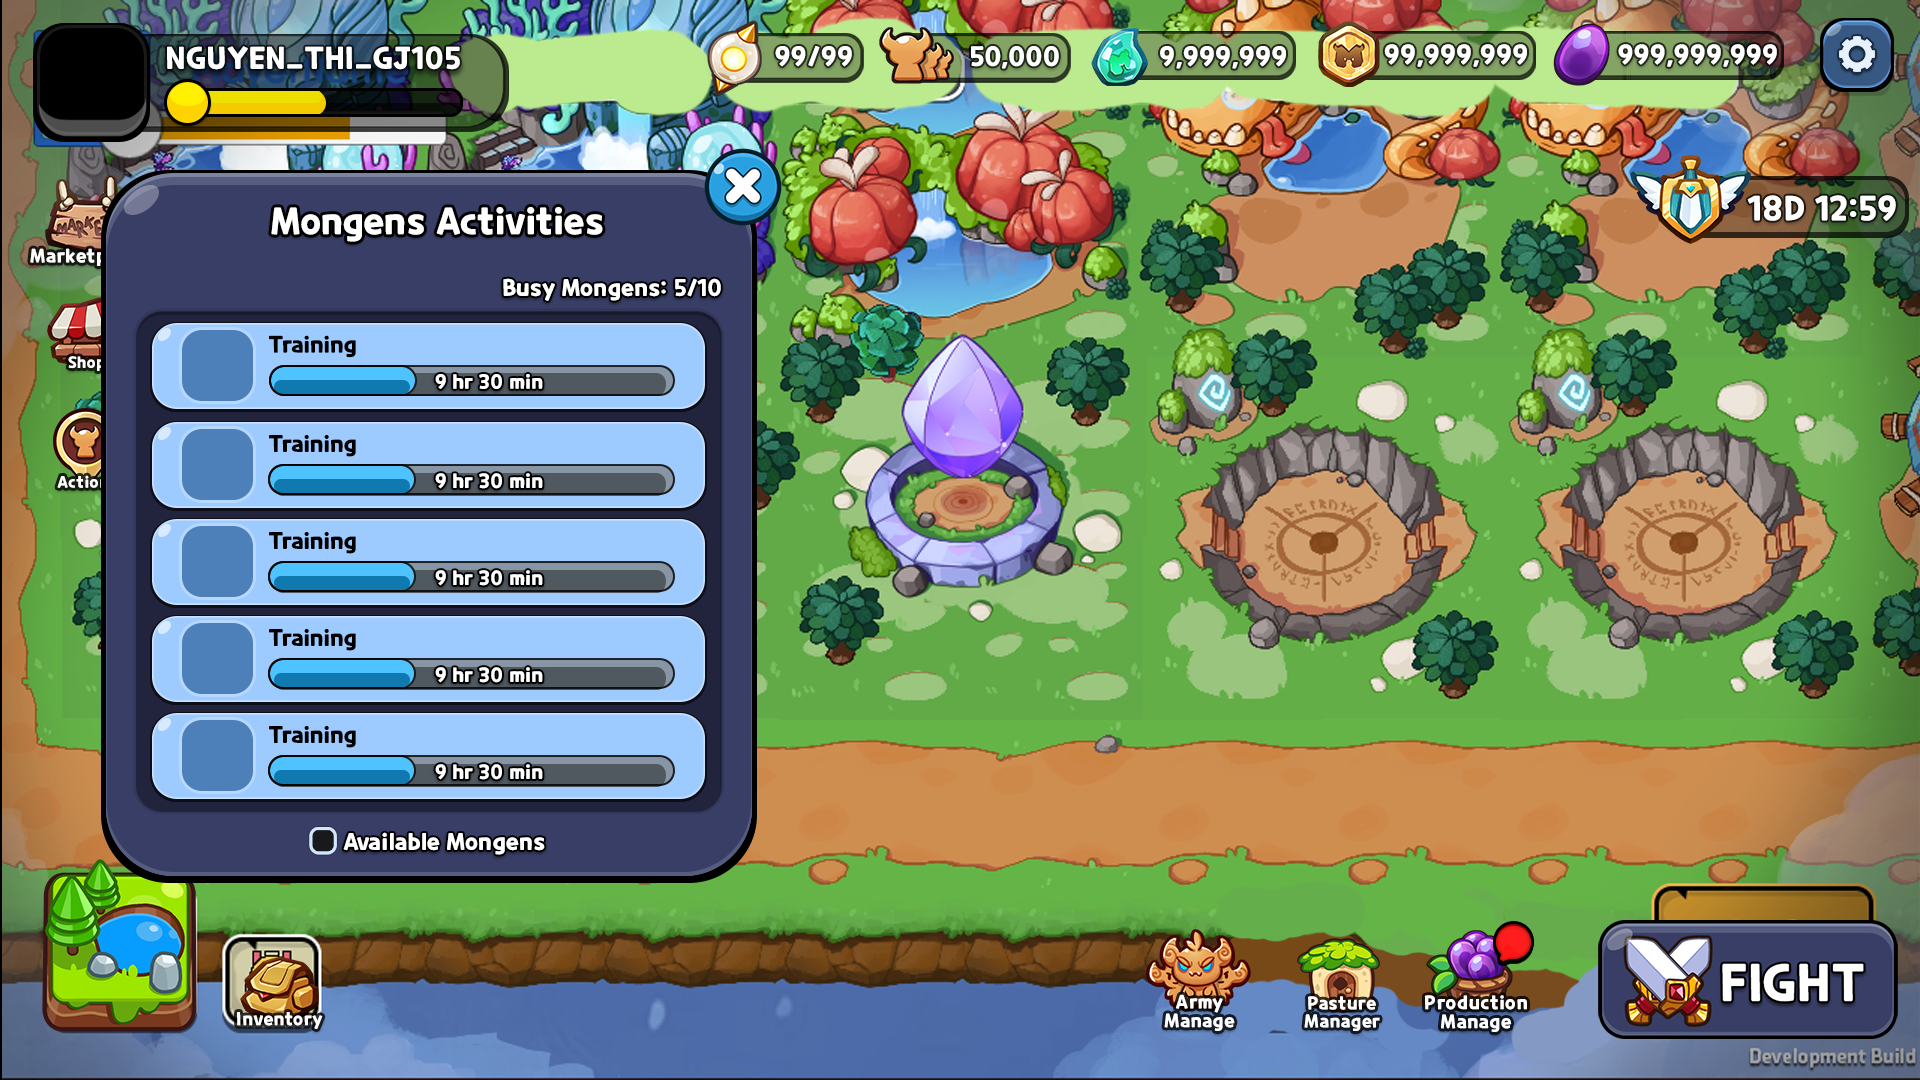 NGUYEN_THI_GJ105
99/99
50,000
9,999,999
99,999,999
999,999,999
18D 12:59
Mongens Activities
Busy Mongens: 5/10
Training
9 hr 30 min
Training
9 hr 30 min
Training
9 hr 30 min
Training
9 hr 30 min
Training
9 hr 30 min
Available Mongens
Shop
Inventory
Army
Manage
Pasture
Manager
Production
Manage
FIGHT
Development Build